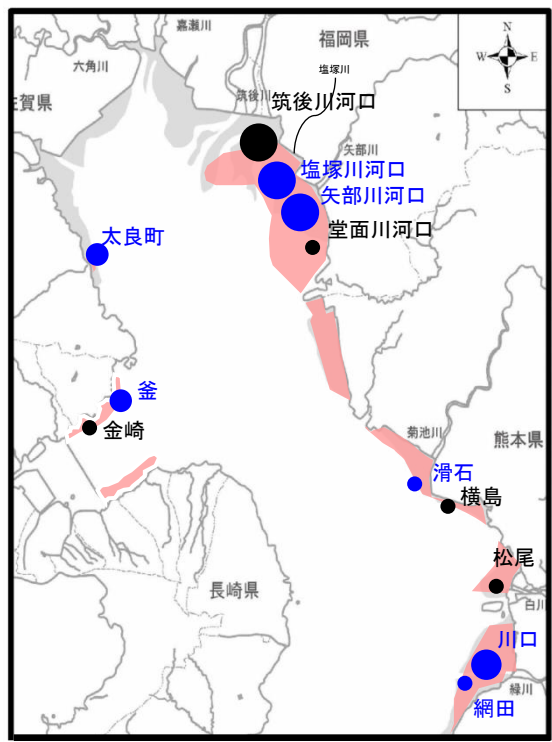 嘉瀬川
福岡県
N
W E
S
六角川
塩塚川
佐賀県
筑後川
筑後川河口
矢部川
塩塚川河口
矢部川河口
堂面川河口
太良町
釜
金崎
菊池川
熊本県
滑石
横島
松尾
長崎県
白川
川口
緑川
網田